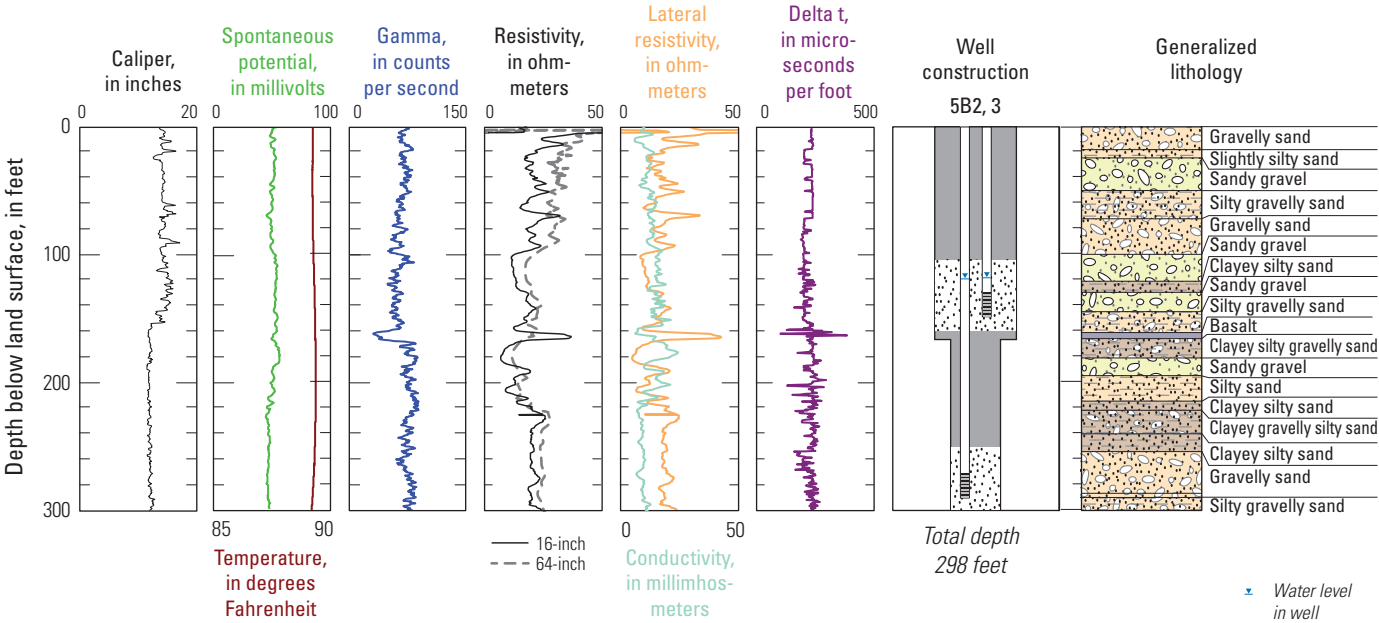 Caliper,
in inches
0 20
Spontaneous
potential,
in millivolts
0 100
Gamma,
in counts
per second
0 150
Resistivity,
in ohm-
meters
0 50
Lateral
resistivity,
in ohm-
meters
0 50
Delta t,
in micro-
seconds
per foot
0 500
Well
construction
5B2, 3
Generalized
lithology
Depth below land surface, in feet
0
100
200
300
Gravelly sand
Slightly silty sand
Sandy gravel
Silty gravelly sand
Gravelly sand
Sandy gravel
Clayey silty sand
Sandy gravel
Silty gravelly sand
Basalt
Clayey silty gravelly sand
Sandy gravel
Silty sand
Clayey silty sand
Clayey gravelly silty sand
Clayey silty sand
Gravelly sand
Silty gravelly sand
85 90
Temperature,
in degrees
Fahrenheit
16-inch
64-inch
0 50
Conductivity,
in millimhos-
meters
Total depth
298 feet
Water level
in well